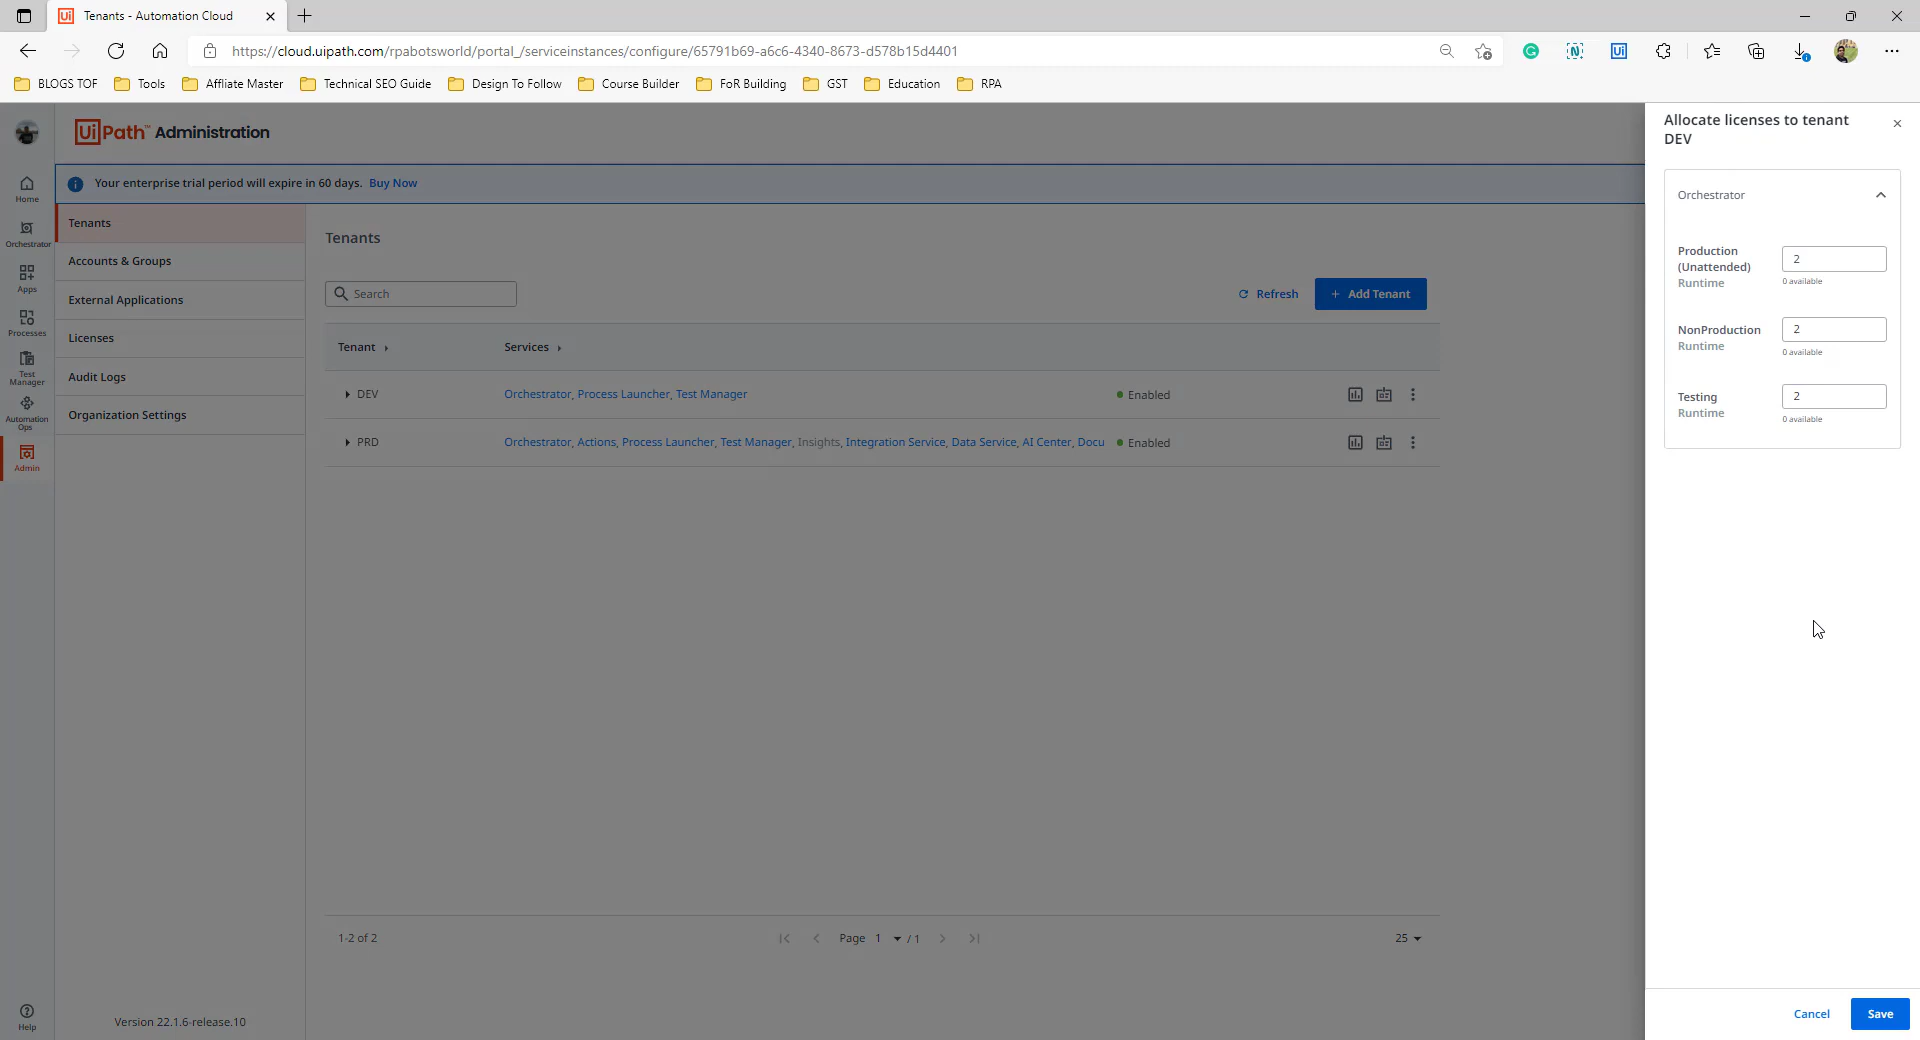 Tenants - Automation Cloud
https://cloud.uipath.com/rpabotsworld/portal_/serviceinstances/configure/65791b69-a6c6-4340-8673-d578b15d4401
BLOGS TOF
Tools
Affliate Master
Technical SEO Guide
Design To Follow
Course Builder
FoR Building
GST
Education
RPA
UiPath™ Administration
Your enterprise trial period will expire in 60 days. Buy Now
Home
Orchestrator
Apps
Processes
Test
Manager
Automation
Ops
Admin
Help
Tenants
Accounts & Groups
External Applications
Licenses
Audit Logs
Organization Settings
Version 22.1.6-release.10
Tenants
Search
Refresh
+ Add Tenant
Tenant
Services
DEV
Orchestrator, Process Launcher, Test Manager
Enabled
PRD
Orchestrator, Actions, Process Launcher, Test Manager, Insights, Integration Service, Data Service, AI Center, Docu
Enabled
1-2 of 2
Page 1 / 1
25
Allocate licenses to tenant
DEV
Orchestrator
Production
(Unattended)
Runtime
2
0 available
NonProduction
Runtime
2
0 available
Testing
Runtime
2
0 available
Cancel
Save